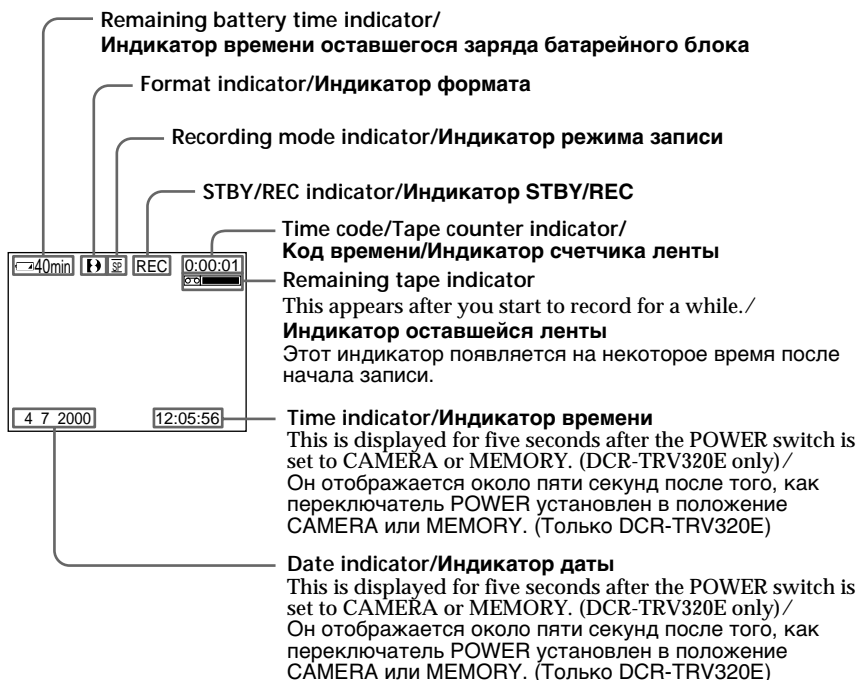 Remaining battery time indicator/
Индикатор времени оставшегося заряда батарейного блока
Format indicator/Индикатор формата
Recording mode indicator/Индикатор режима записи
STBY/REC indicator/Индикатор STBY/REC
Time code/Tape counter indicator/
Код времени/Индикатор счетчика ленты
40min SP REC 0:00:01
Remaining tape indicator
This appears after you start to record for a while./
Индикатор оставшейся ленты
Этот индикатор появляется на некоторое время после
начала записи.
4 7 2000 12:05:56
Time indicator/Индикатор времени
This is displayed for five seconds after the POWER switch is
set to CAMERA or MEMORY. (DCR-TRV320E only)/
Он отображается около пяти секунд после того, как
переключатель POWER установлен в положение
CAMERA или MEMORY. (Только DCR-TRV320E)
Date indicator/Индикатор даты
This is displayed for five seconds after the POWER switch is
set to CAMERA or MEMORY. (DCR-TRV320E only)/
Он отображается около пяти секунд после того, как
переключатель POWER установлен в положение
CAMERA или MEMORY. (Только DCR-TRV320E)